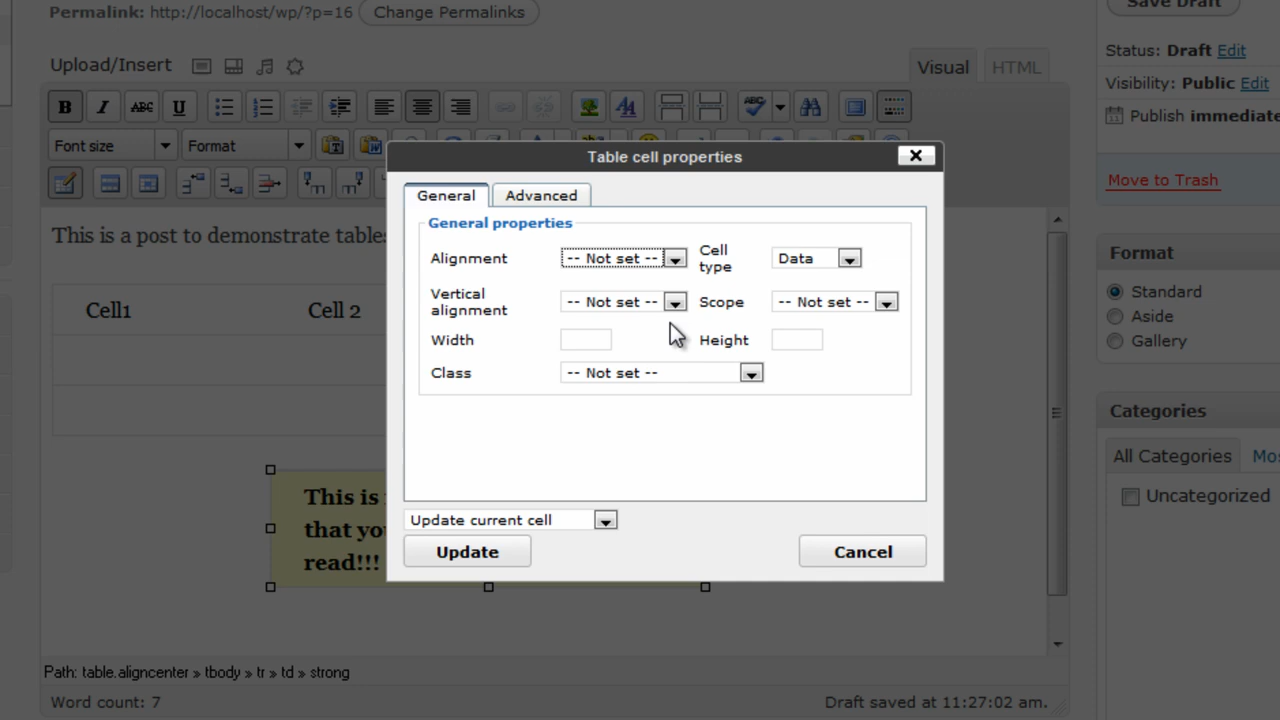 Permalink: http://localhost/wp/?p=16 Change Permalinks
Save Draft
Upload/Insert
Visual HTML
Status: Draft Edit
Visibility: Public Edit
Publish immediate
B I ABC U
ABC
Font size Format
Table cell properties
Move to Trash
General Advanced
General properties
Alignment -- Not set -- Cell type Data
Vertical alignment -- Not set -- Scope -- Not set --
Width Height
Class -- Not set --
This is a post to demonstrate tables
Cell1 Cell 2
Format
Standard
Aside
Gallery
Categories
All Categories Mos
Uncategorized
This is
that you
read!!!
Update current cell
Update Cancel
Path: table.aligncenter » tbody » tr » td » strong
Word count: 7 Draft saved at 11:27:02 am.